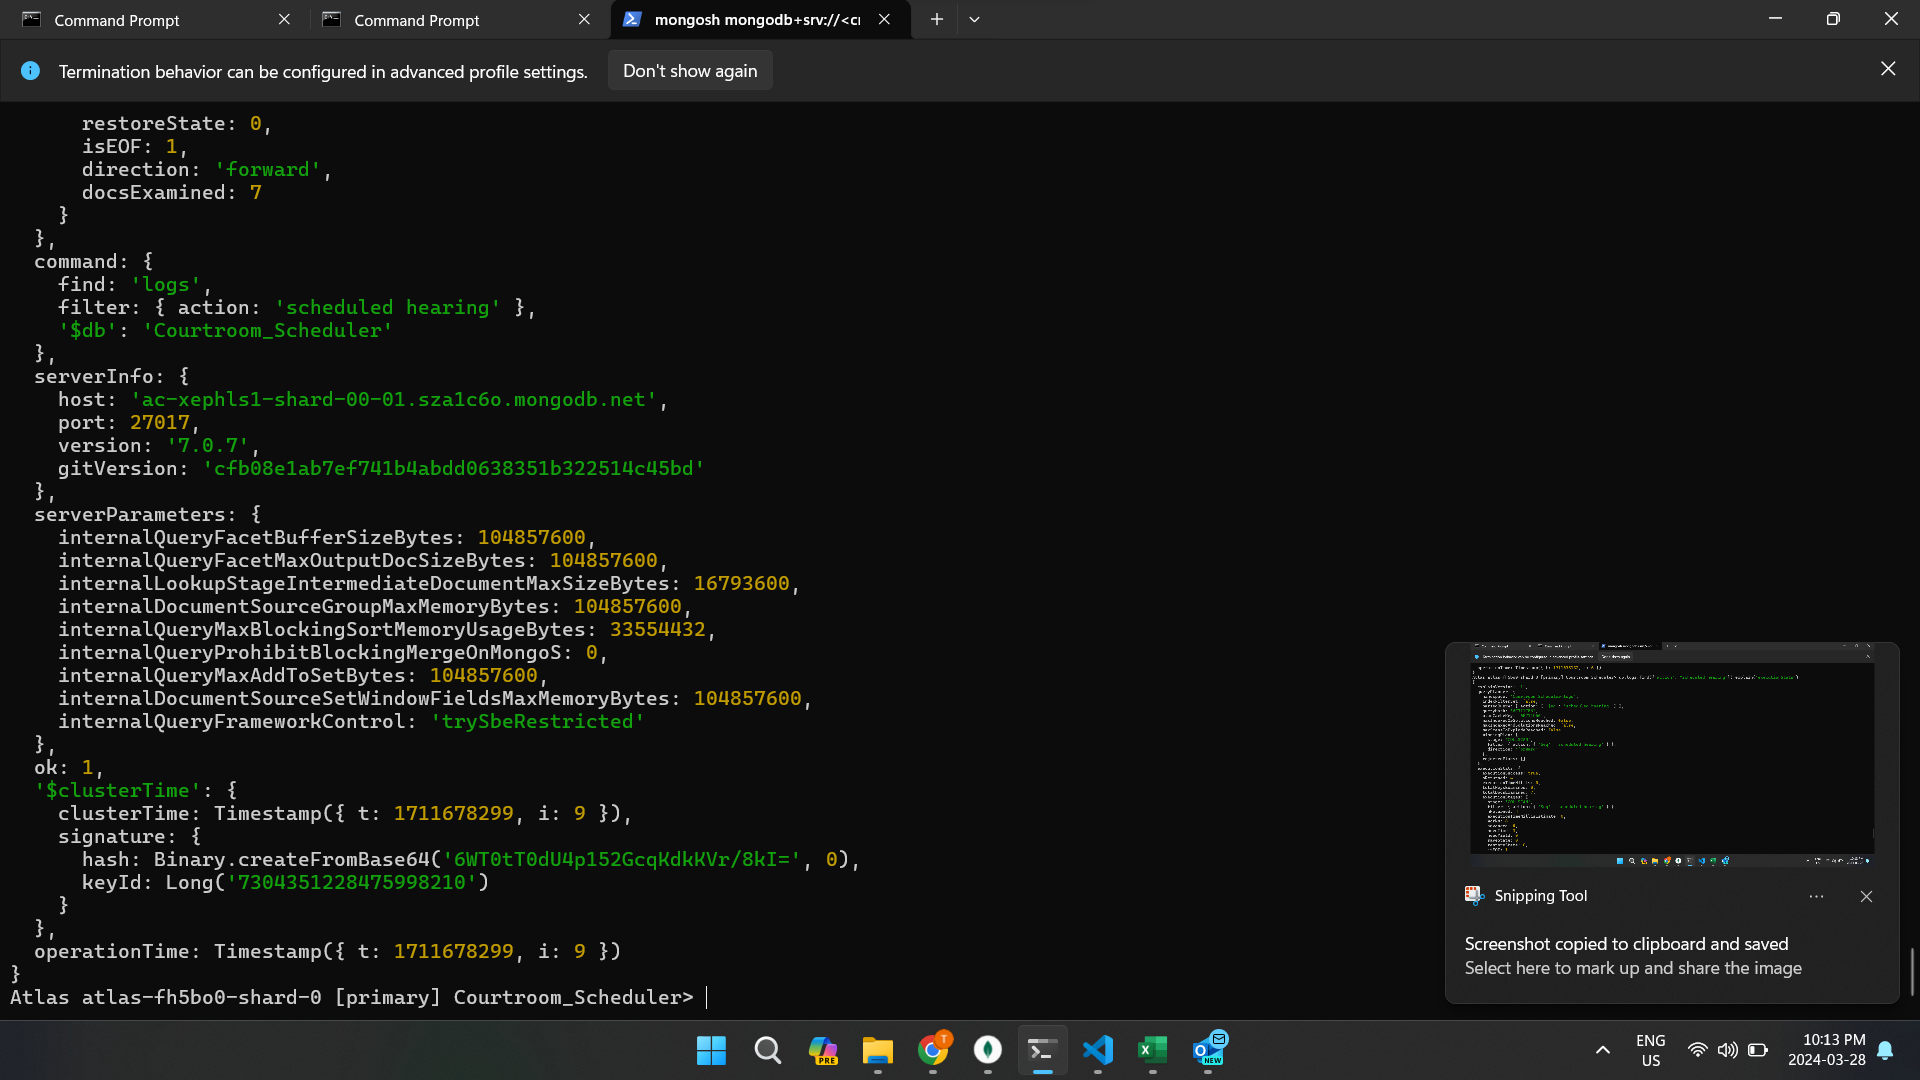 Command Prompt
Command Prompt
mongosh mongodb+srv://<cr
Termination behavior can be configured in advanced profile settings.
Don't show again
restoreState: 0,
isEOF: 1,
direction: 'forward',
docsExamined: 7
}
},
command: {
find: 'logs',
filter: { action: 'scheduled hearing' },
'$db': 'Courtroom_Scheduler'
},
serverInfo: {
host: 'ac-xephls1-shard-00-01.sza1c6o.mongodb.net',
port: 27017,
version: '7.0.7',
gitVersion: 'cfb08e1ab7ef741b4abdd0638351b322514c45bd'
},
serverParameters: {
internalQueryFacetBufferSizeBytes: 104857600,
internalQueryFacetMaxOutputDocSizeBytes: 104857600,
internalLookupStageIntermediateDocumentMaxSizeBytes: 16793600,
internalDocumentSourceGroupMaxMemoryBytes: 104857600,
internalQueryMaxBlockingSortMemoryUsageBytes: 33554432,
internalQueryProhibitBlockingMergeOnMongoS: 0,
internalQueryMaxAddToSetBytes: 104857600,
internalDocumentSourceSetWindowFieldsMaxMemoryBytes: 104857600,
internalQueryFrameworkControl: 'trySbeRestricted'
},
ok: 1,
'$clusterTime': {
clusterTime: Timestamp({ t: 1711678299, i: 9 }),
signature: {
hash: Binary.createFromBase64('6WT0tT0dU4p152GcqKdkKVr/8kI=', 0),
keyId: Long('7304351228475998210')
}
},
operationTime: Timestamp({ t: 1711678299, i: 9 })
}
Atlas atlas-fh5bo0-shard-0 [primary] Courtroom_Scheduler>
Snipping Tool
Screenshot copied to clipboard and saved
Select here to mark up and share the image
PRE
T
NEW
ENG
US
10:13 PM
2024-03-28